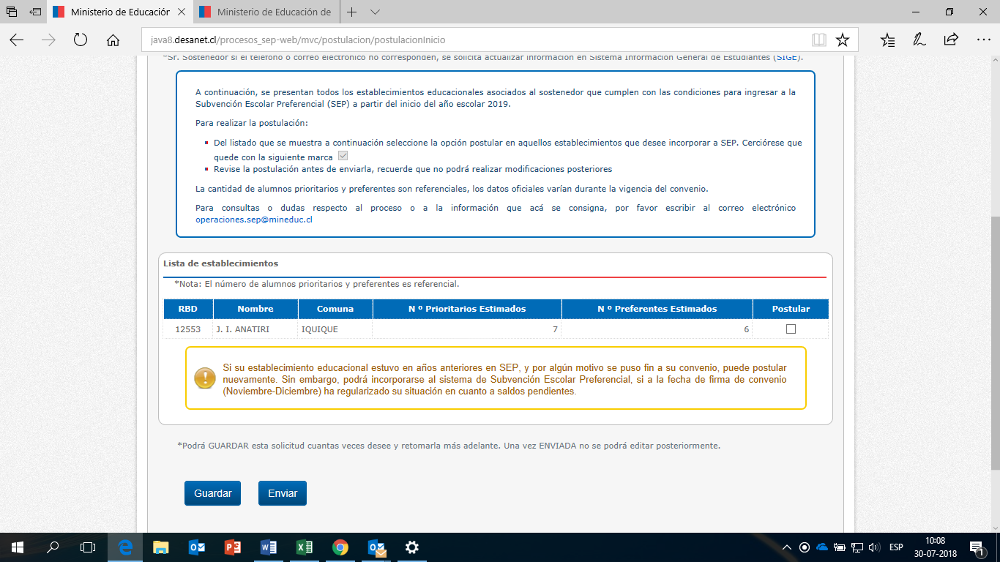 Ministerio de Educación
Ministerio de Educación de
java8.desanet.cl/procesos_sep-web/mvc/postulacion/postulacionInicio
*Sr. Sostenedor si el teléfono o correo electrónico no corresponden, se solicita actualizar información en Sistema Información General de Estudiantes (SIGE).
A continuación, se presentan todos los establecimientos educacionales asociados al sostenedor que cumplen con las condiciones para ingresar a la
Subvención Escolar Preferencial (SEP) a partir del inicio del año escolar 2019.
Para realizar la postulación:
Del listado que se muestra a continuación seleccione la opción postular en aquellos establecimientos que desee incorporar a SEP. Cerciórese que
quede con la siguiente marca
Revise la postulación antes de enviarla, recuerde que no podrá realizar modificaciones posteriores
La cantidad de alumnos prioritarios y preferentes son referenciales, los datos oficiales varían durante la vigencia del convenio.
Para consultas o dudas respecto al proceso o a la información que acá se consigna, por favor escribir al correo electrónico
operaciones.sep@mineduc.cl
Lista de establecimientos
*Nota: El número de alumnos prioritarios y preferentes es referencial.
RBD Nombre Comuna N º Prioritarios Estimados N º Preferentes Estimados Postular
12553 J. I. ANATIRI IQUIQUE 7 6
Si su establecimiento educacional estuvo en años anteriores en SEP, y por algún motivo se puso fin a su convenio, puede postular
nuevamente. Sin embargo, podrá incorporarse al sistema de Subvención Escolar Preferencial, si a la fecha de firma de convenio
(Noviembre-Diciembre) ha regularizado su situación en cuanto a saldos pendientes.
*Podrá GUARDAR esta solicitud cuantas veces desee y retomarla más adelante. Una vez ENVIADA no se podrá editar posteriormente.
Guardar Enviar
ESP
10:08
30-07-2018
1